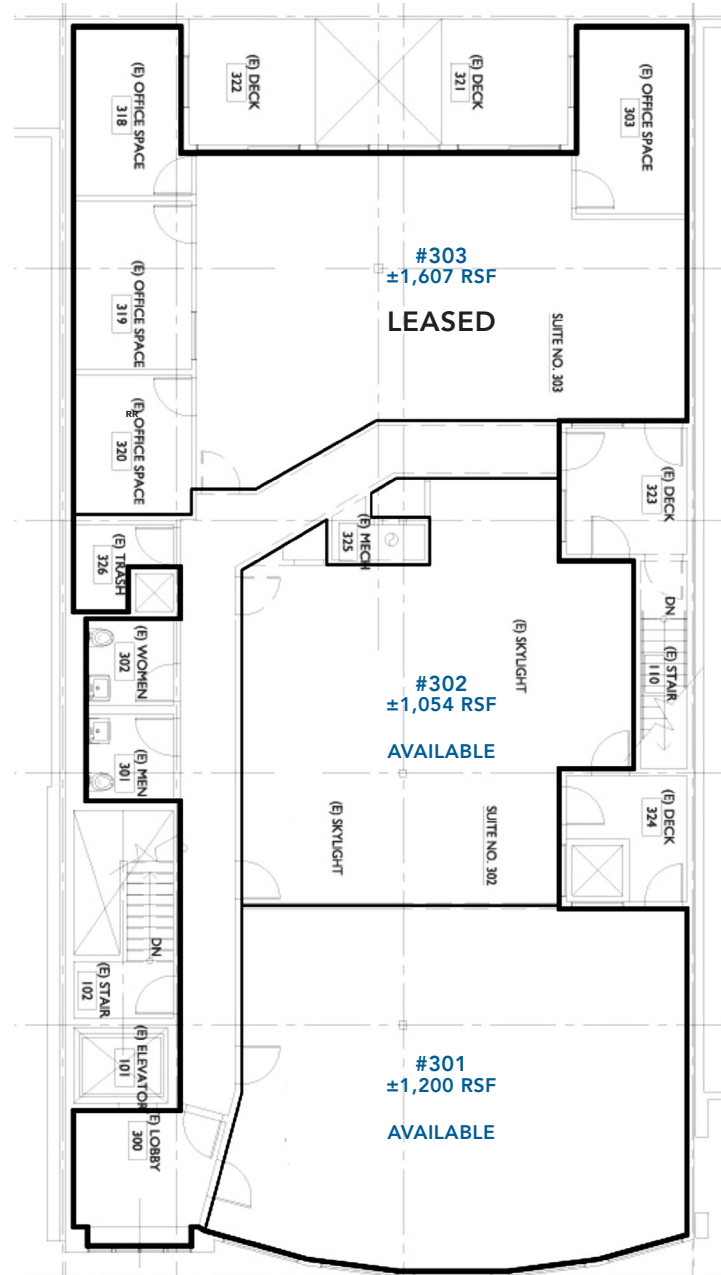 (E) OFFICE SPACE
318
(E) DECK
322
(E) DECK
321
(E) OFFICE SPACE
303
#303
±1,607 RSF
LEASED
(E) OFFICE SPACE
319
SUITE NO. 303
RR
(E) OFFICE SPACE
320
(E) DECK
323
(E) MECH
325
(E) TRASH
326
DN
(E) STAIR
110
(E) WOMEN
302
(E) SKYLIGHT
#302
±1,054 RSF
AVAILABLE
(E) MEN
301
(E) SKYLIGHT
SUITE NO. 302
(E) DECK
324
DN
(E) STAIR
102
(E) ELEVATOR
101
#301
±1,200 RSF
AVAILABLE
(E) LOBBY
300